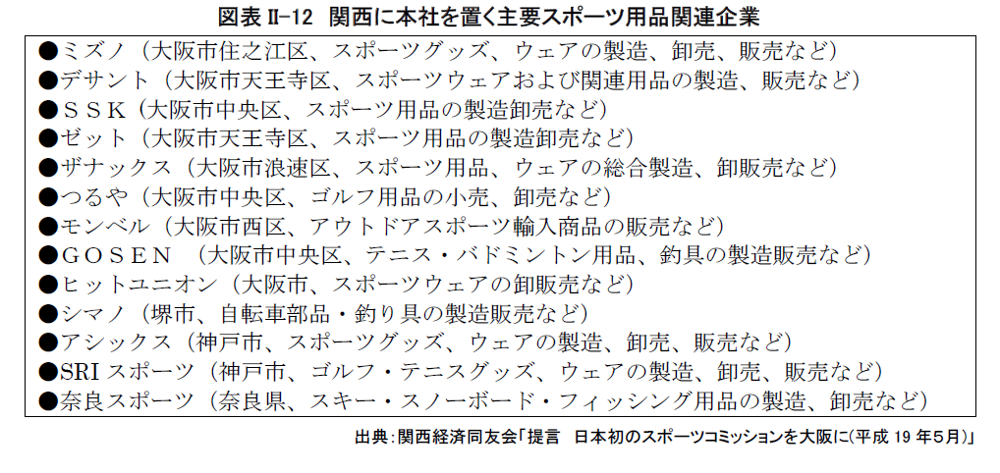 図表Ⅱ-12 関西に本社を置く主要スポーツ用品関連企業
●ミズノ（大阪市住之江区、スポーツグッズ、ウェアの製造、卸売、販売など）
●デサント（大阪市天王寺区、スポーツウェアおよび関連用品の製造、販売など）
●ＳＳＫ（大阪市中央区、スポーツ用品の製造卸売など）
●ゼット（大阪市天王寺区、スポーツ用品の製造卸売など）
●ザナックス（大阪市浪速区、スポーツ用品、ウェアの総合製造、卸販売など）
●つるや（大阪市中央区、ゴルフ用品の小売、卸売など）
●モンベル（大阪市西区、アウトドアスポーツ輸入商品の販売など）
●ＧＯＳＥＮ （大阪市中央区、テニス・バドミントン用品、釣具の製造販売など）
●ヒットユニオン（大阪市、スポーツウェアの卸販売など）
●シマノ（堺市、自転車部品・釣り具の製造販売など）
●アシックス（神戸市、スポーツグッズ、ウェアの製造、卸売、販売など）
●SRIスポーツ（神戸市、ゴルフ・テニスグッズ、ウェアの製造、卸売、販売など）
●奈良スポーツ（奈良県、スキー・スノーボード・フィッシング用品の製造、卸売など）
出典：関西経済同友会「提言 日本初のスポーツコミッションを大阪に(平成19年5月)」